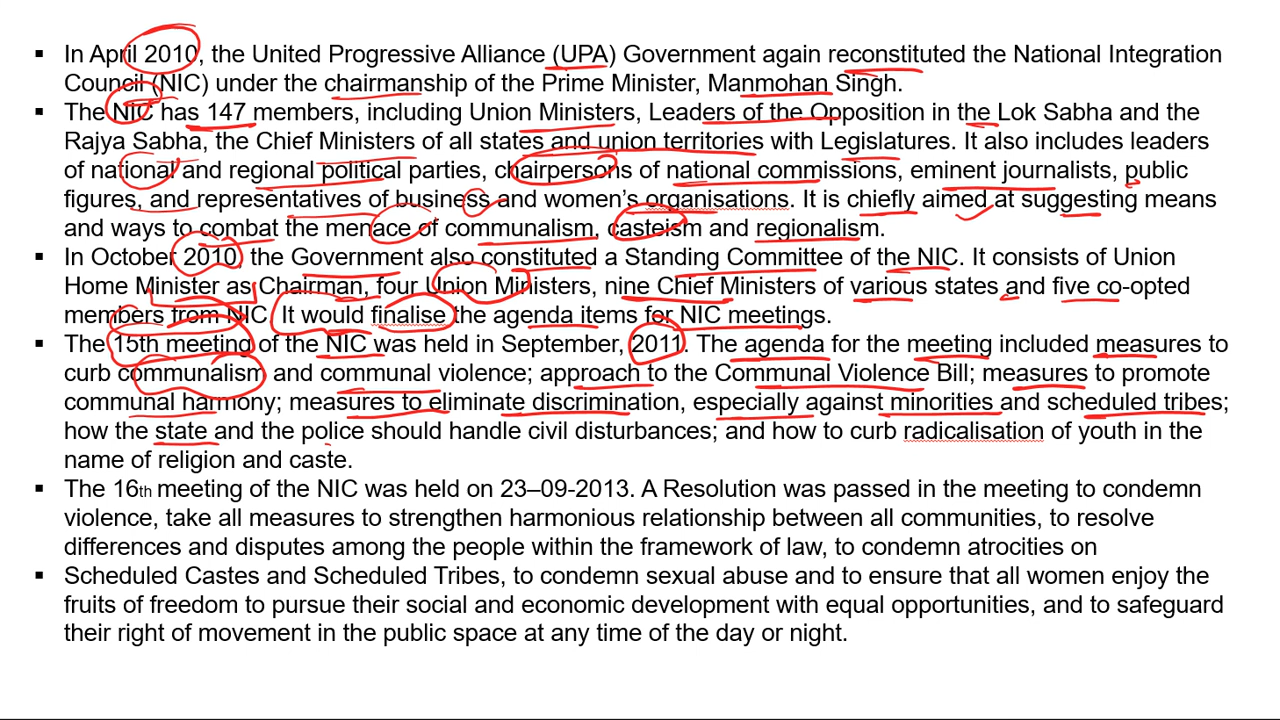 ▪ In April 2010, the United Progressive Alliance (UPA) Government again reconstituted the National Integration
Council (NIC) under the chairmanship of the Prime Minister, Manmohan Singh.
▪ The NIC has 147 members, including Union Ministers, Leaders of the Opposition in the Lok Sabha and the
Rajya Sabha, the Chief Ministers of all states and union territories with Legislatures. It also includes leaders
of national and regional political parties, chairpersons of national commissions, eminent journalists, public
figures, and representatives of business and women's organisations. It is chiefly aimed at suggesting means
and ways to combat the menace of communalism, casteism and regionalism.
▪ In October 2010, the Government also constituted a Standing Committee of the NIC. It consists of Union
Home Minister as Chairman, four Union Ministers, nine Chief Ministers of various states and five co-opted
members from NIC. It would finalise the agenda items for NIC meetings.
▪ The 15th meeting of the NIC was held in September, 2011. The agenda for the meeting included measures to
curb communalism and communal violence; approach to the Communal Violence Bill; measures to promote
communal harmony; measures to eliminate discrimination, especially against minorities and scheduled tribes;
how the state and the police should handle civil disturbances; and how to curb radicalisation of youth in the
name of religion and caste.
▪ The 16th meeting of the NIC was held on 23–09-2013. A Resolution was passed in the meeting to condemn
violence, take all measures to strengthen harmonious relationship between all communities, to resolve
differences and disputes among the people within the framework of law, to condemn atrocities on
▪ Scheduled Castes and Scheduled Tribes, to condemn sexual abuse and to ensure that all women enjoy the
fruits of freedom to pursue their social and economic development with equal opportunities, and to safeguard
their right of movement in the public space at any time of the day or night.